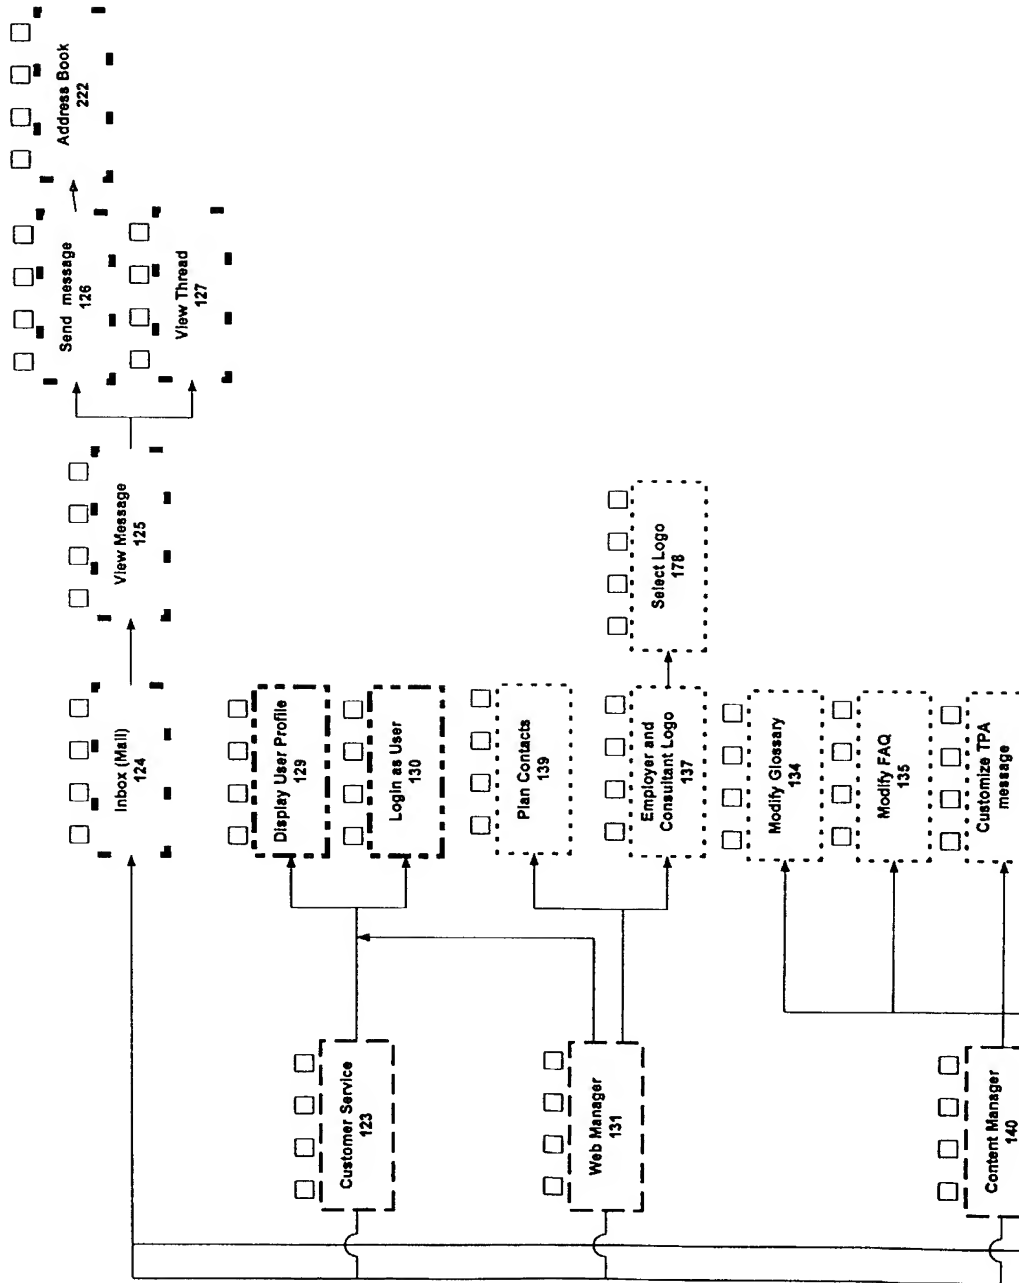 Address Book
222
Send message
126
View Thread
127
View Message
125
Inbox (Mail)
124
Display User Profile
129
Login as User
130
Plan Contacts
139
Employer and
Consultant Logo
137
Select Logo
178
Modify Glossary
134
Modify FAQ
135
Customize TPA
message
Customer Service
123
Web Manager
131
Content Manager
140